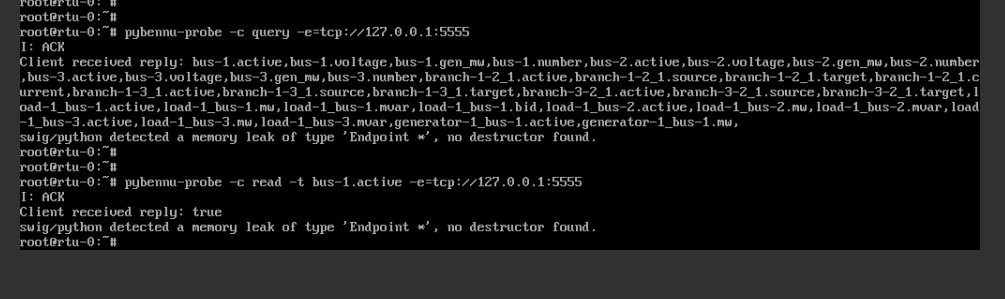 root@rtu-0:~#
root@rtu-0:~#
root@rtu-0:~# pybennu-probe -c query -e=tcp://127.0.0.1:5555
I: ACK
Client received reply: bus-1.active,bus-1.voltage,bus-1.gen_mw,bus-1.number,bus-2.active,bus-2.voltage,bus-2.gen_mw,bus-2.number
,bus-3.active,bus-3.voltage,bus-3.gen_mw,bus-3.number,branch-1-2_1.active,branch-1-2_1.source,branch-1-2_1.target,branch-1-2_1.c
urrent,branch-1-3_1.active,branch-1-3_1.source,branch-1-3_1.target,branch-3-2_1.active,branch-3-2_1.source,branch-3-2_1.target,l
oad-1_bus-1.active,load-1_bus-1.mw,load-1_bus-1.mvar,load-1_bus-1.bid,load-1_bus-2.active,load-1_bus-2.mw,load-1_bus-2.mvar,load
-1_bus-3.active,load-1_bus-3.mw,load-1_bus-3.mvar,generator-1_bus-1.active,generator-1_bus-1.mw,
swig/python detected a memory leak of type 'Endpoint *', no destructor found.
root@rtu-0:~#
root@rtu-0:~#
root@rtu-0:~# pybennu-probe -c read -t bus-1.active -e=tcp://127.0.0.1:5555
I: ACK
Client received reply: true
swig/python detected a memory leak of type 'Endpoint *', no destructor found.
root@rtu-0:~#